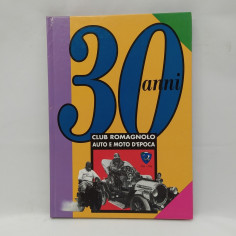 30
anni
CLUB ROMAGNOLO
AUTO E MOTO D'EPOCA